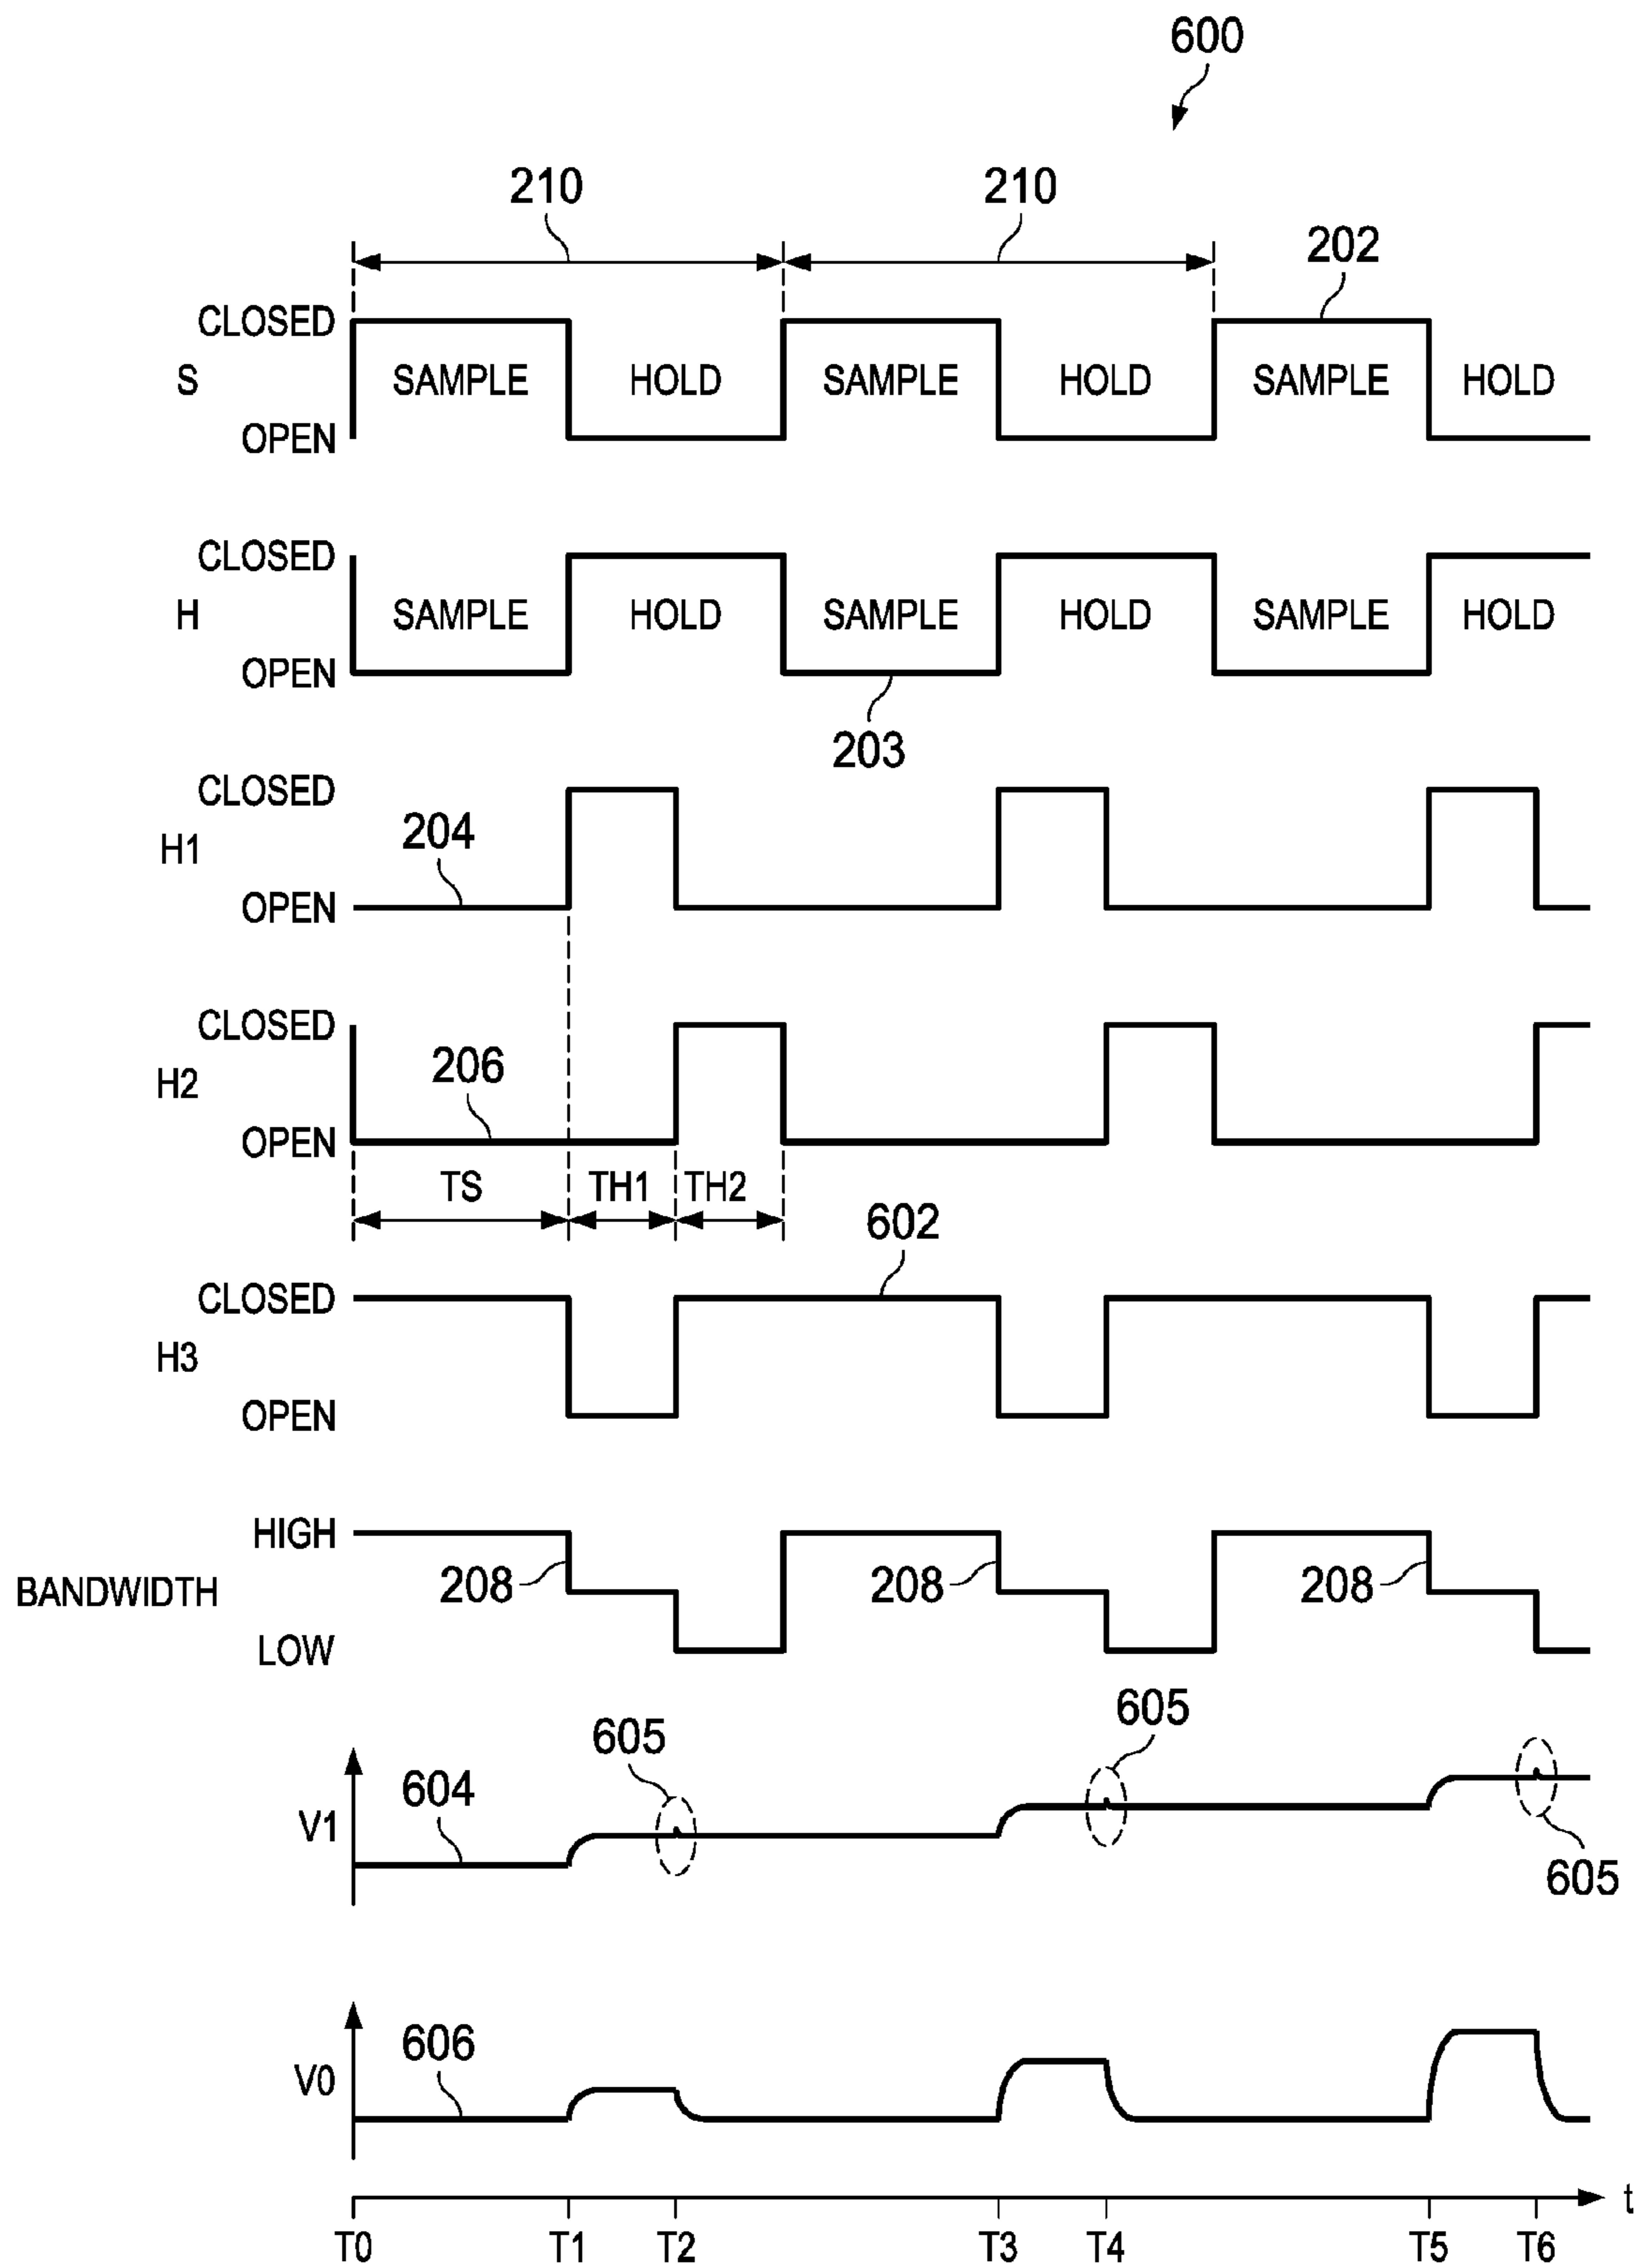 600
210 210
202
CLOSED
S SAMPLE HOLD SAMPLE HOLD SAMPLE HOLD
OPEN
CLOSED
H SAMPLE HOLD SAMPLE HOLD SAMPLE HOLD
OPEN
203
CLOSED
H1 204
OPEN
CLOSED
H2 206
OPEN
TS TH1 TH2
602
CLOSED
H3
OPEN
HIGH
BANDWIDTH 208 208 208
LOW
605 605
604
V1
605
606
V0
t
T0 T1 T2 T3 T4 T5 T6